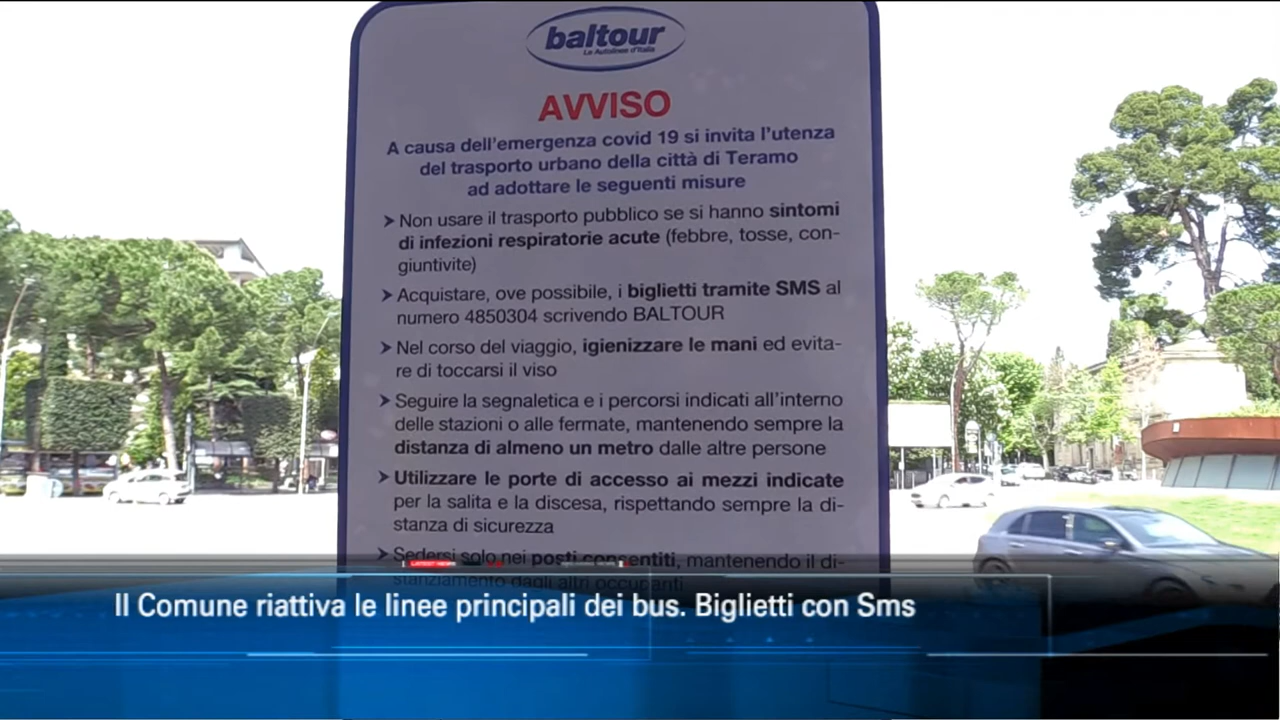 baltour
Le Autolinee d'Italia
AVVISO
A causa dell'emergenza covid 19 si invita l'utenza
del trasporto urbano della città di Teramo
ad adottare le seguenti misure
➤ Non usare il trasporto pubblico se si hanno sintomi
di infezioni respiratorie acute (febbre, tosse, con-
giuntivite)
➤ Acquistare, ove possibile, i biglietti tramite SMS al
numero 4850304 scrivendo BALTOUR
➤ Nel corso del viaggio, igienizzare le mani ed evita-
re di toccarsi il viso
➤ Seguire la segnaletica e i percorsi indicati all'interno
delle stazioni o alle fermate, mantenendo sempre la
distanza di almeno un metro dalle altre persone
➤ Utilizzare le porte di accesso ai mezzi indicate
per la salita e la discesa, rispettando sempre la di-
stanza di sicurezza
➤ Sedersi solo nei posti consentiti, mantenendo il di-
stanziamento dagli altri occupanti
LATEST NEWS
Il Comune riattiva le linee principali dei bus. Biglietti con Sms